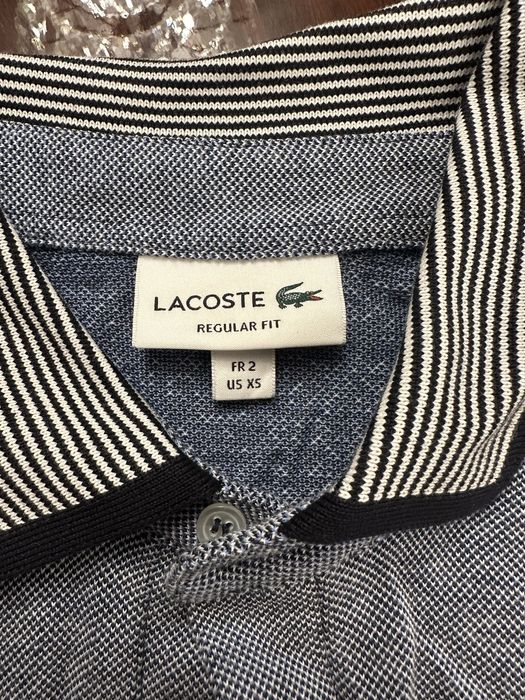 LACOSTE
REGULAR FIT
FR 2
US XS